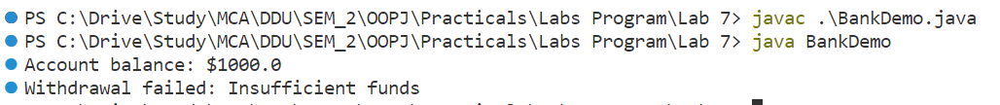 PS C:\Drive\Study\MCA\DDU\SEM_2\OOPJ\Practicals\Labs Program\Lab 7> javac .\BankDemo.java
PS C:\Drive\Study\MCA\DDU\SEM_2\OOPJ\Practicals\Labs Program\Lab 7> java BankDemo
Account balance: $1000.0
Withdrawal failed: Insufficient funds